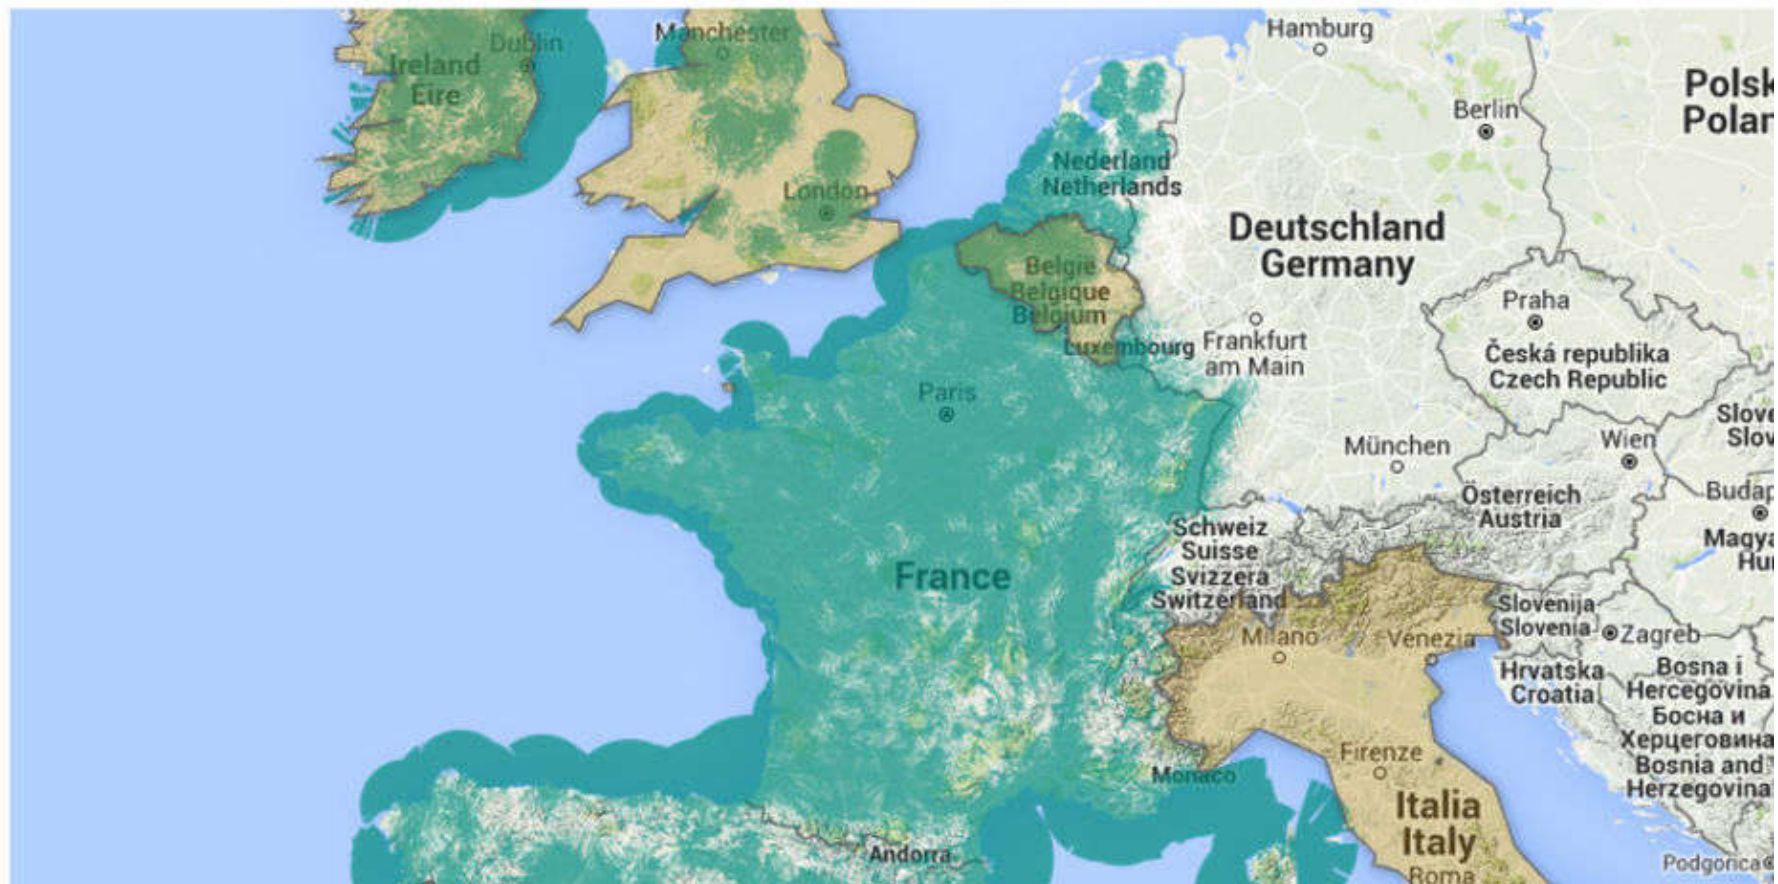 Hamburg
Manchester
Dublin
Ireland
Éire
Polsk
Polan
Berlin
Nederland
Netherlands
London
Deutschland
Germany
België
Belgique
Belgium
Praha
Luxembourg
Frankfurt
am Main
Česká republika
Czech Republic
Paris
Slove
Slov
München
Wien
Österreich
Austria
Budap
Schweiz
Suisse
Svizzera
Switzerland
Magya
Hu
France
Slovenija
Slovenia
Zagreb
Milano
Venezia
Hrvatska
Croatia
Bosna i
Hercegovina
Босна и
Херцеговина
Bosnia and
Herzegovina
Firenze
Monaco
Italia
Italy
Andorra
Podgorica
Roma